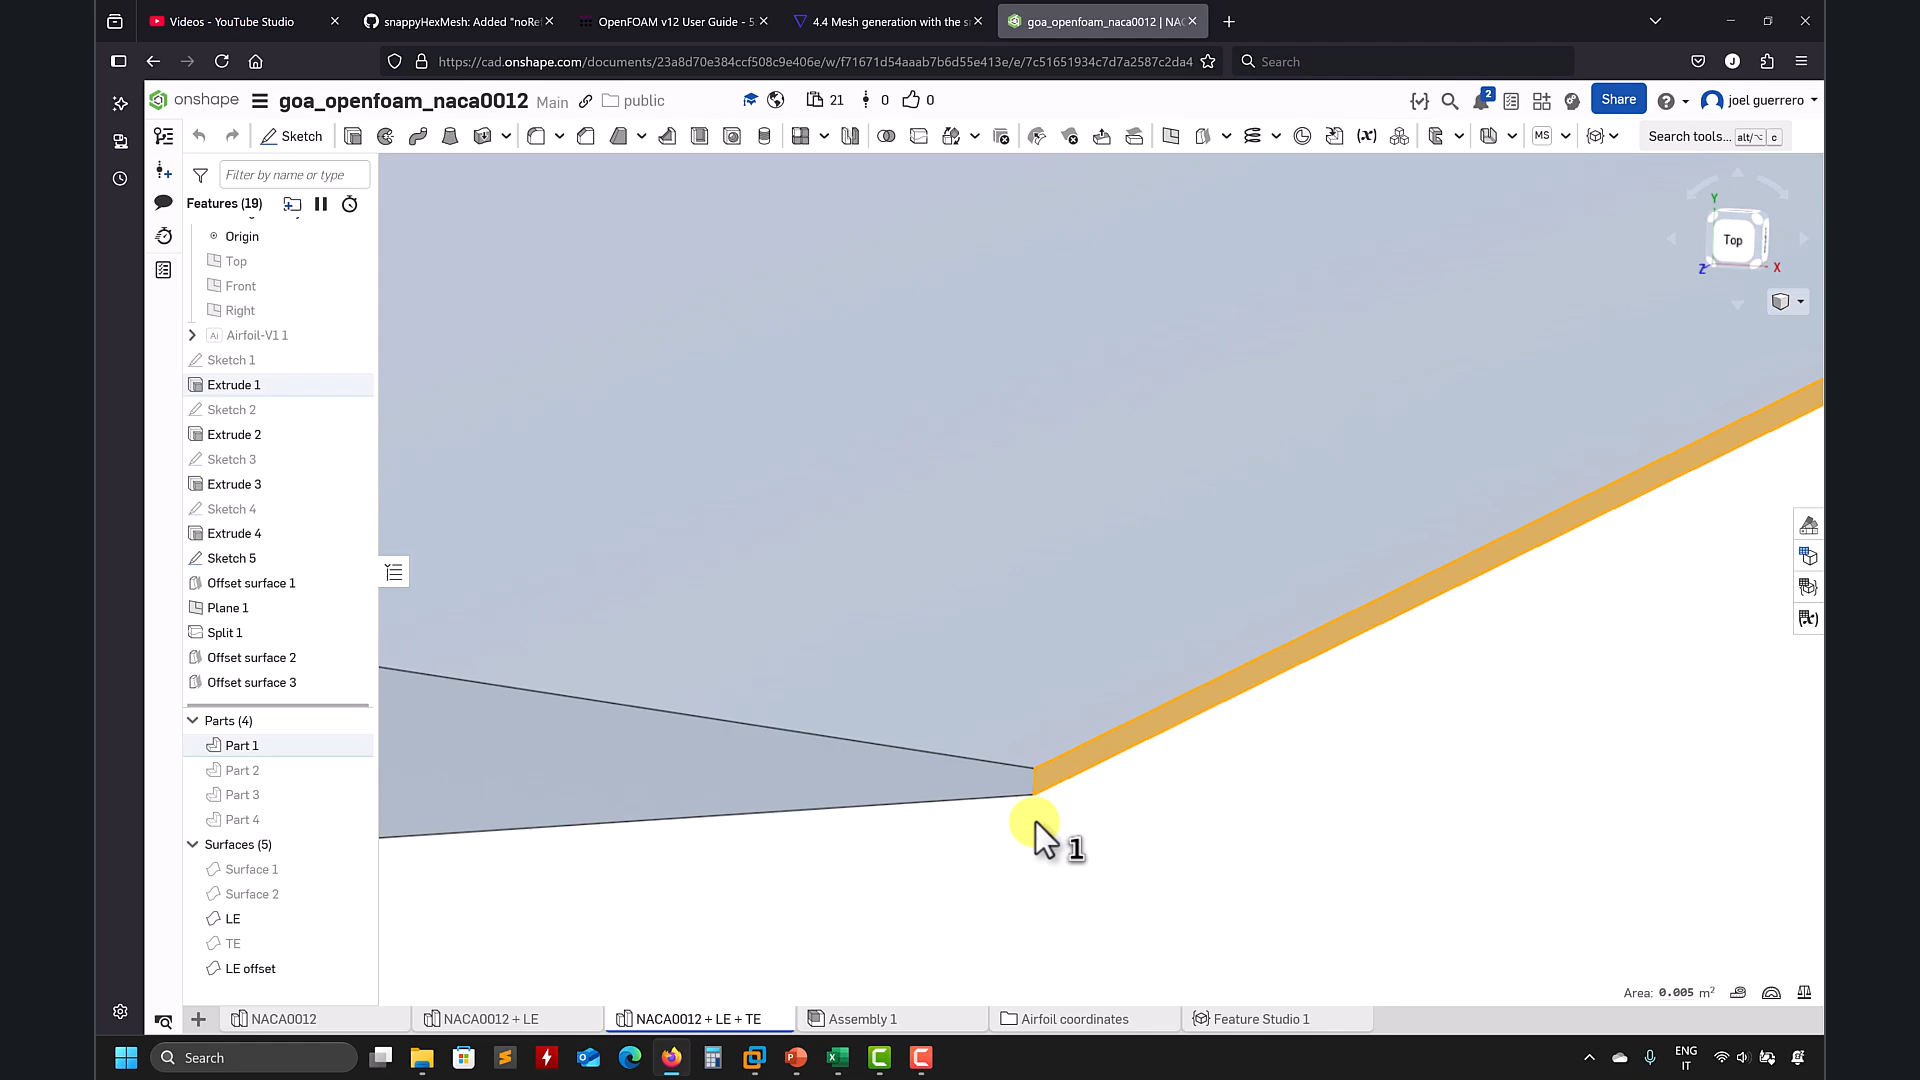 Videos - YouTube Studio
snappyHexMesh: Added "noRe
OpenFOAM v12 User Guide - 5
4.4 Mesh generation with the s
goa_openfoam_naca0012 | NA
https://cad.onshape.com/documents/23a8d70e384ccf508c9e406e/w/f71671d54aaab7b6d55e413e/e/7c51651934c7d7a2587c2da4
Search
J
onshape
goa_openfoam_naca0012
Main
public
21
0
0
2
Share
joel guerrero
Sketch
MS
Search tools...
alt/⌥
c
Filter by name or type
Features (19)
Origin
Top
Front
Right
Ai
Airfoil-V1 1
Sketch 1
Extrude 1
Sketch 2
Extrude 2
Sketch 3
Extrude 3
Sketch 4
Extrude 4
Sketch 5
Offset surface 1
Plane 1
Split 1
Offset surface 2
Offset surface 3
Parts (4)
Part 1
Part 2
Part 3
Part 4
Surfaces (5)
Surface 1
Surface 2
LE
TE
LE offset
Y
Top
Z
X
1
Area: 0.005 m²
NACA0012
NACA0012 + LE
NACA0012 + LE + TE
Assembly 1
Airfoil coordinates
Feature Studio 1
Search
ENG
IT